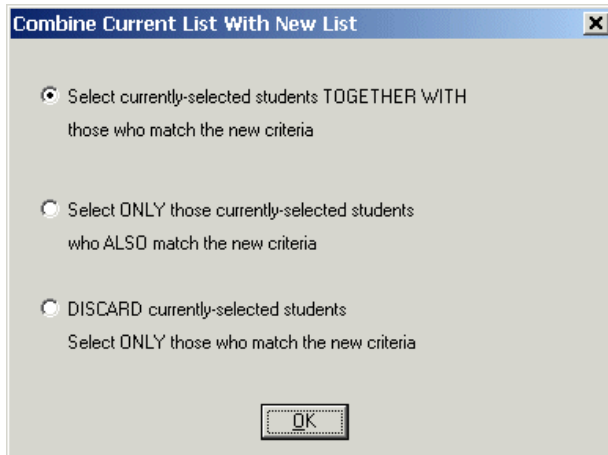 Combine Current List With New List
Select currently-selected students TOGETHER WITH
those who match the new criteria
Select ONLY those currently-selected students
who ALSO match the new criteria
DISCARD currently-selected students
Select ONLY those who match the new criteria
OK